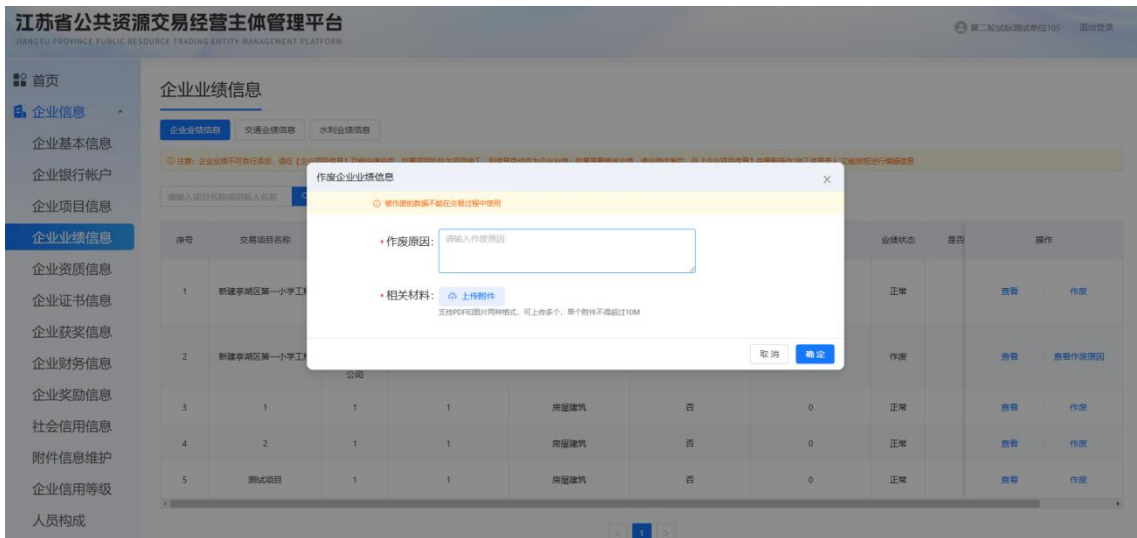 江苏省公共资源交易经营主体管理平台
JIANGSU PROVINCE PUBLIC RESOURCE TRADING ENTITY MANAGEMENT PLATFORM
第二轮试标测试单位105 退出登录
首页
企业信息
企业基本信息
企业银行帐户
企业项目信息
企业业绩信息
企业资质信息
企业证书信息
企业获奖信息
企业财务信息
企业奖励信息
社会信用信息
附件信息维护
企业信用等级
人员构成
企业业绩信息
企业业绩信息 交通业绩信息 水利业绩信息
注意：企业业绩不可自行添加，请在【企
请输入项目名称或招标人名称
作废企业业绩信息
被作废的数据不能在交易过程中使用
*作废原因： 请输入作废原因
*相关材料： 上传附件
支持PDF和图片两种格式，可上传多个，单个附件不得超过10M
取消 确定
序号 交易项目名称 业绩状态 是否 操作
1 新建亭湖区第一小学工 正常 查看 作废
2 新建亭湖区第一小学工 公司 作废 查看 查看作废原因
3 1 1 1 房屋建筑 否 0 正常 查看 作废
4 2 1 1 房屋建筑 否 0 正常 查看 作废
5 测试项目 1 1 房屋建筑 否 0 正常 查看 作废
1